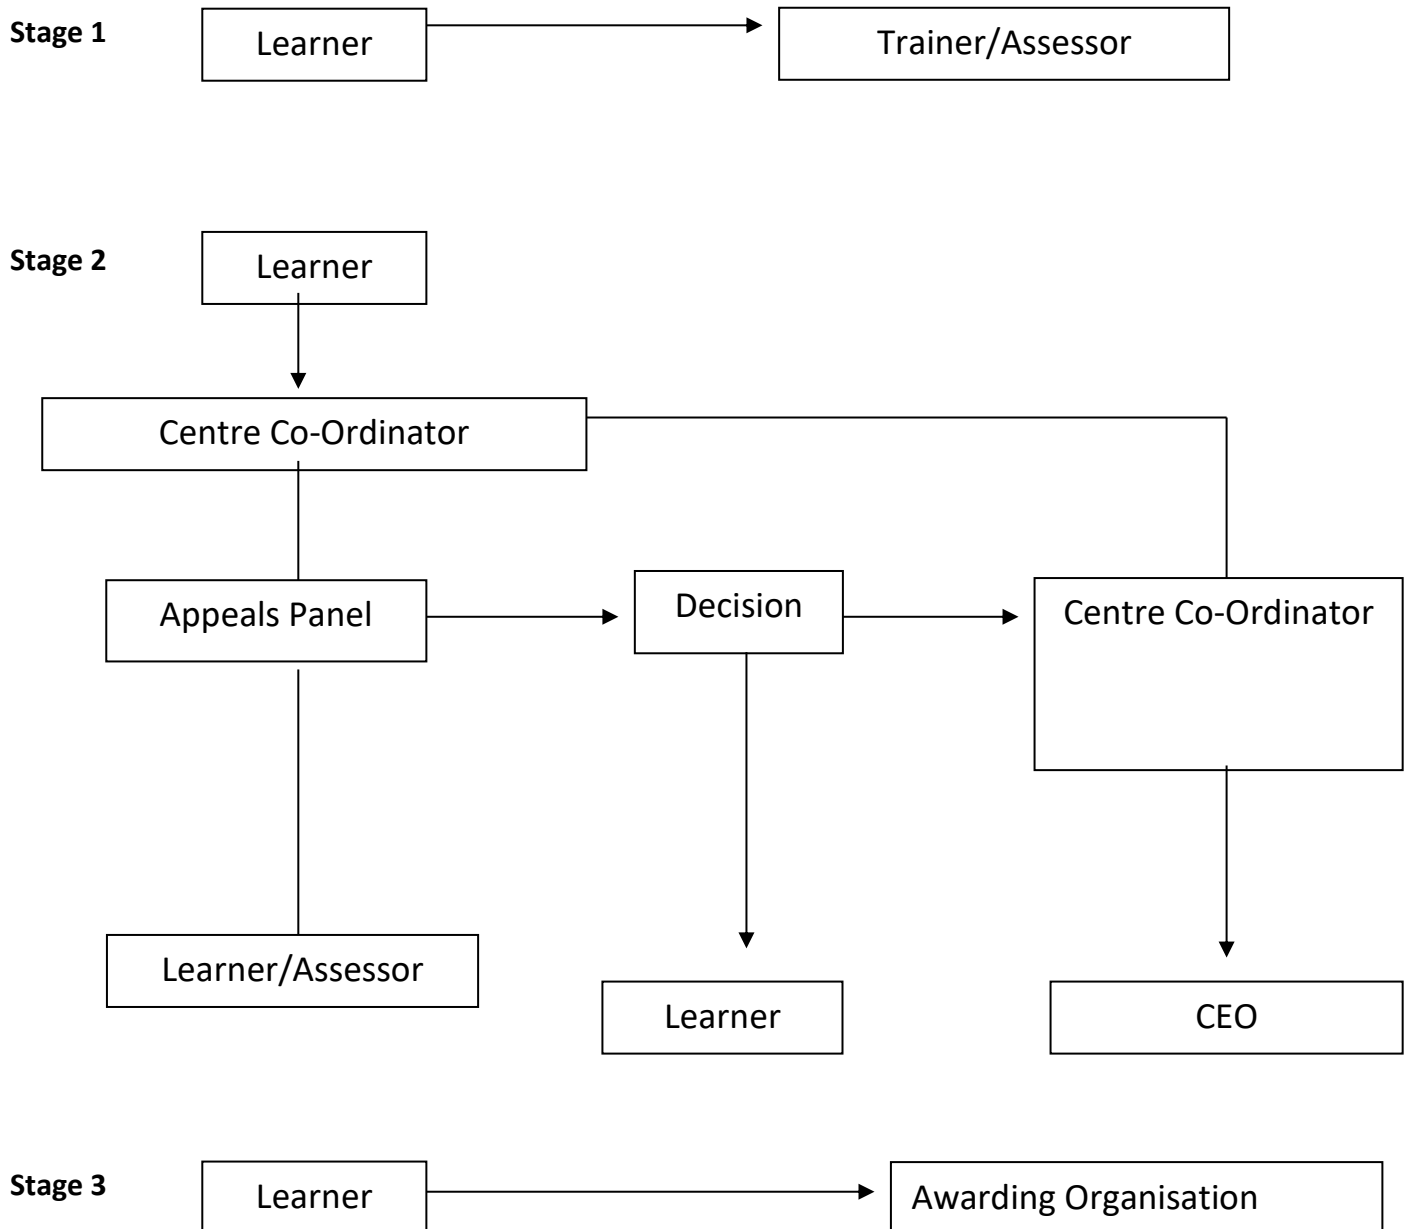 Stage 1
Learner
Trainer/Assessor
Stage 2
Learner
Centre Co-Ordinator
Appeals Panel
Decision
Centre Co-Ordinator
Learner/Assessor
Learner
CEO
Stage 3
Learner
Awarding Organisation